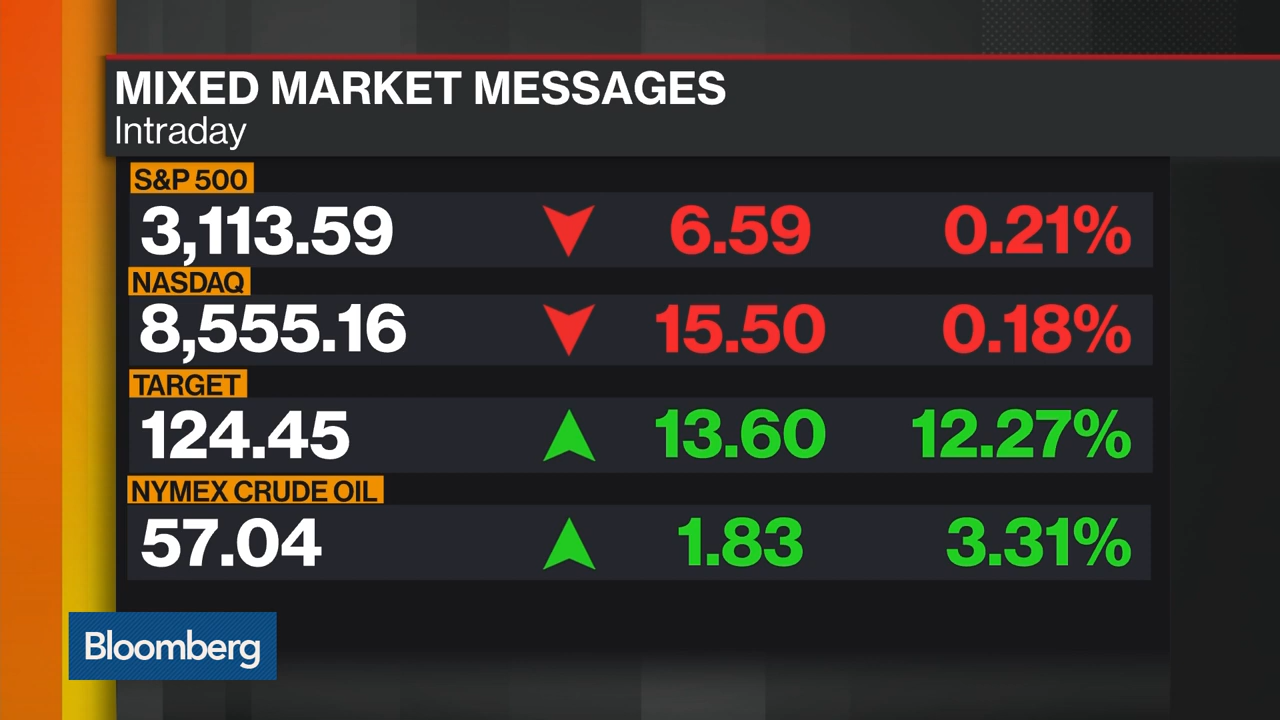 MIXED MARKET MESSAGES
Intraday
S&P 500
3,113.59 6.59 0.21%
NASDAQ
8,555.16 15.50 0.18%
TARGET
124.45 13.60 12.27%
NYMEX CRUDE OIL
57.04 1.83 3.31%
Bloomberg